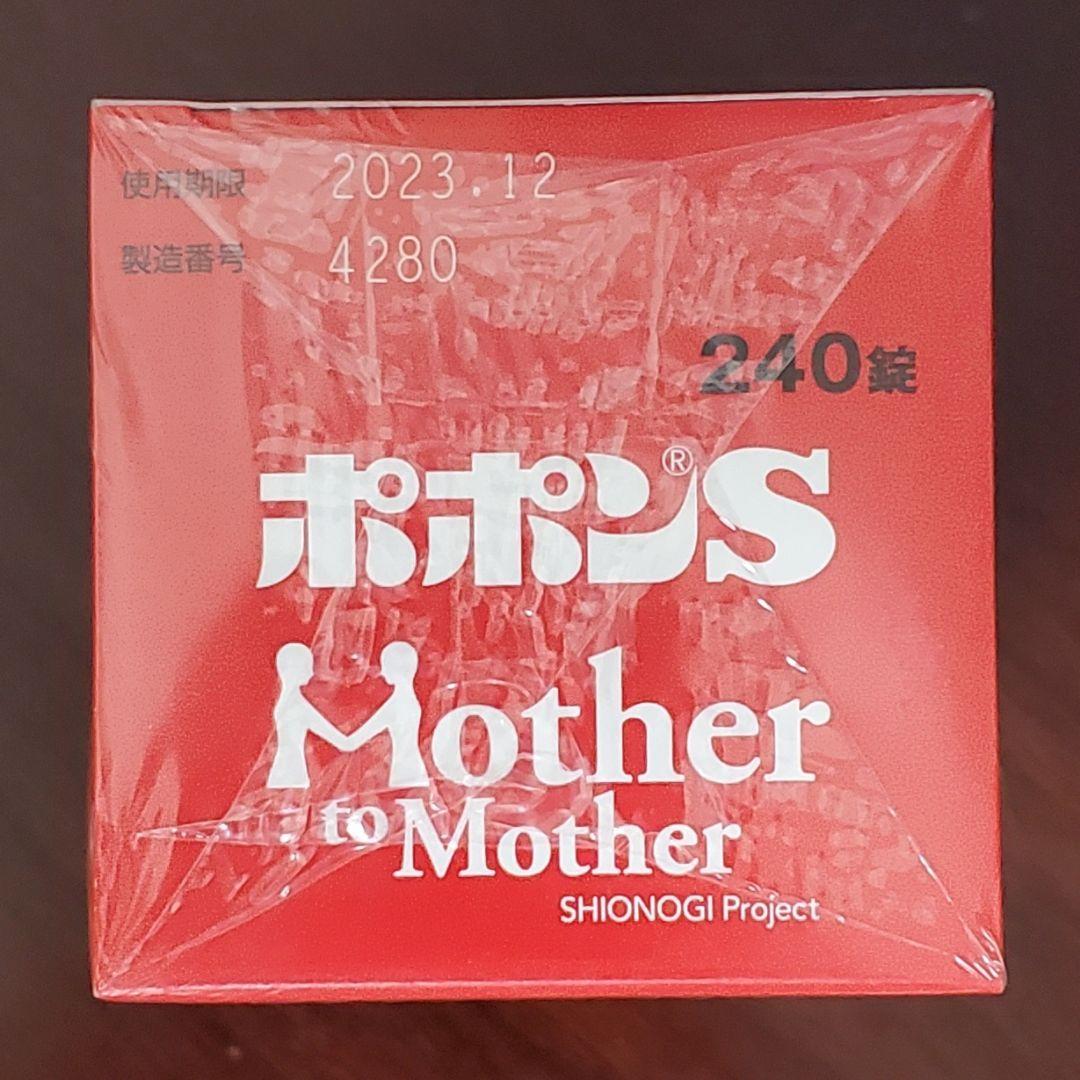 使用期限 2023.12
製造番号 4280
240錠
ポポン®S
Mother
to Mother
SHIONOGI Project